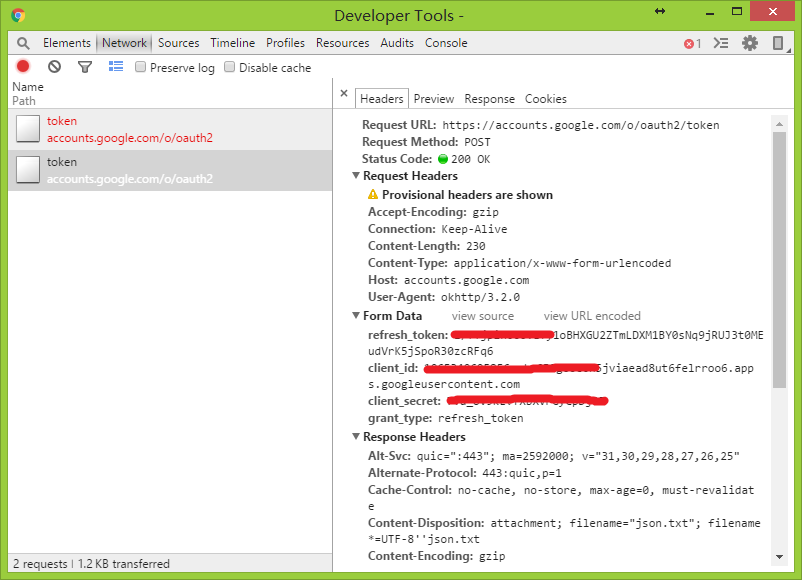 Developer Tools -
Elements Network Sources Timeline Profiles Resources Audits Console 1
Preserve log Disable cache
Name
Path
token
accounts.google.com/o/oauth2
token
accounts.google.com/o/oauth2
2 requests | 1.2 KB transferred
Headers Preview Response Cookies
Request URL: https://accounts.google.com/o/oauth2/token
Request Method: POST
Status Code: 200 OK
Request Headers
Provisional headers are shown
Accept-Encoding: gzip
Connection: Keep-Alive
Content-Length: 230
Content-Type: application/x-www-form-urlencoded
Host: accounts.google.com
User-Agent: okhttp/3.2.0
Form Data view source view URL encoded
refresh_token:
client_id:
ps.googleusercontent.com
client_secret:
grant_type: refresh_token
Response Headers
Alt-Svc: quic=":443"; ma=2592000; v="31,30,29,28,27,26,25"
Alternate-Protocol: 443:quic,p=1
Cache-Control: no-cache, no-store, max-age=0, must-revalidat
e
Content-Disposition: attachment; filename="json.txt"; filename
*=UTF-8''json.txt
Content-Encoding: gzip